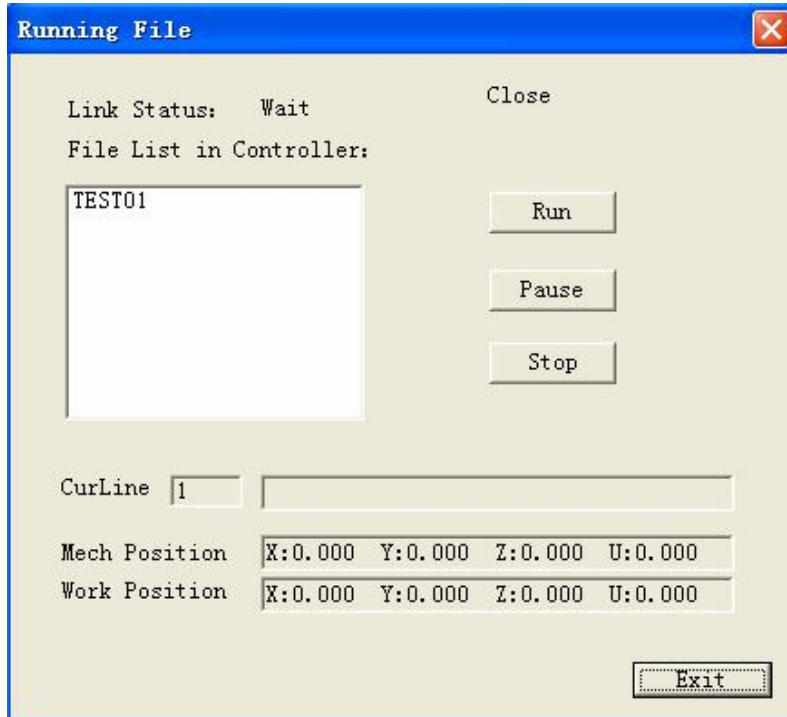 Running File
Link Status: Wait Close
File List in Controller:
TEST01
Run
Pause
Stop
CurLine 1
Mech Position X:0.000 Y:0.000 Z:0.000 U:0.000
Work Position X:0.000 Y:0.000 Z:0.000 U:0.000
Exit